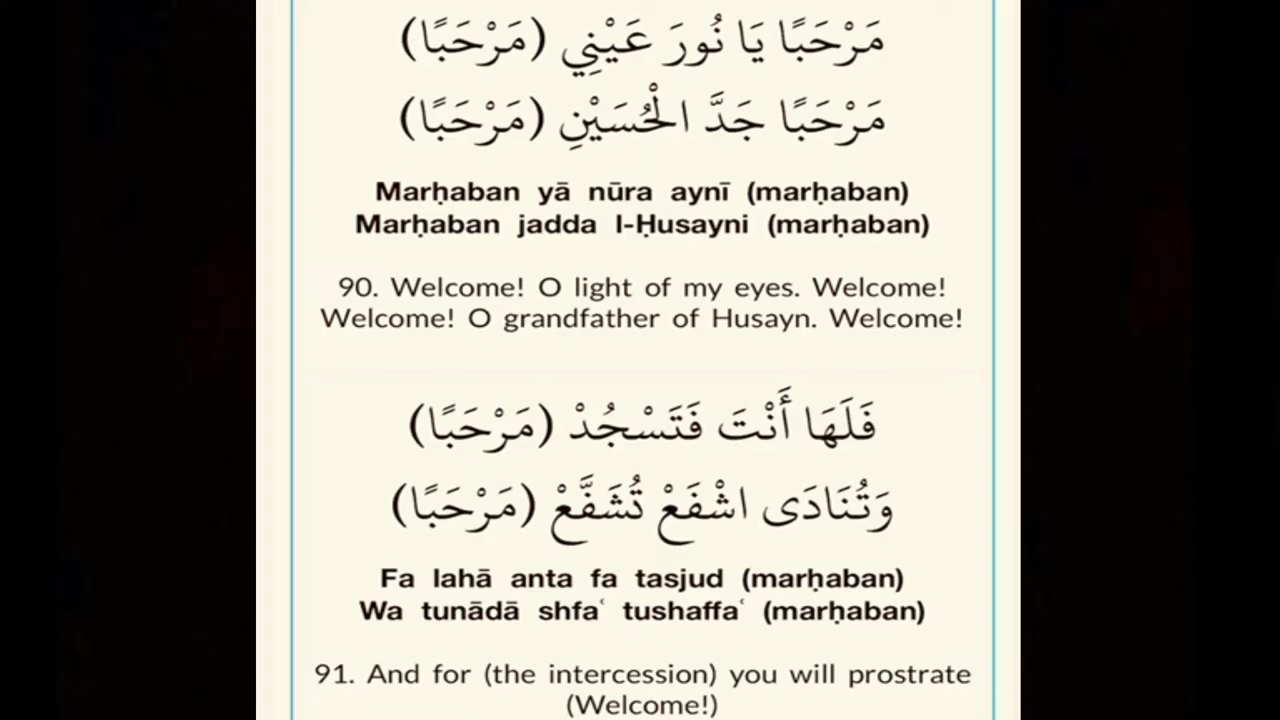 مَرْحَبًا يَا نُورَ عَيْنِي (مَرْحَبًا)
مَرْحَبًا جَدَّ الْحُسَيْنِ (مَرْحَبًا)
Marḥaban yā nūra aynī (marḥaban)
Marḥaban jadda l-Ḥusayni (marḥaban)
90. Welcome! O light of my eyes. Welcome!
Welcome! O grandfather of Husayn. Welcome!
فَلَهَا أَنْتَ فَتَسْجُدْ (مَرْحَبًا)
وَتُنَادَى اشْفَعْ تُشَفَّعْ (مَرْحَبًا)
Fa lahā anta fa tasjud (marḥaban)
Wa tunādā shfaʿ tushaffaʿ (marḥaban)
91. And for (the intercession) you will prostrate
(Welcome!)